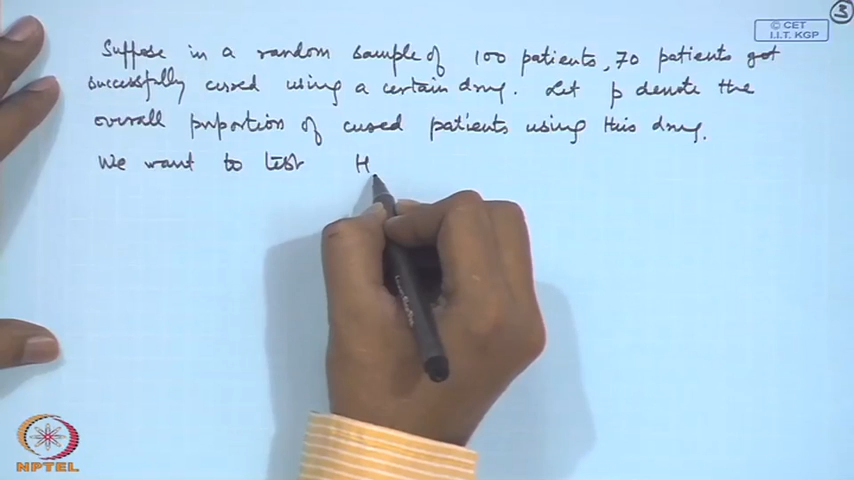 3
© CET
I.I.T. KGP
Suppose in a random sample of 100 patients, 70 patients got
successfully cured using a certain drug. Let p denote the
overall proportion of cured patients using this drug.
We want to test H
NPTEL